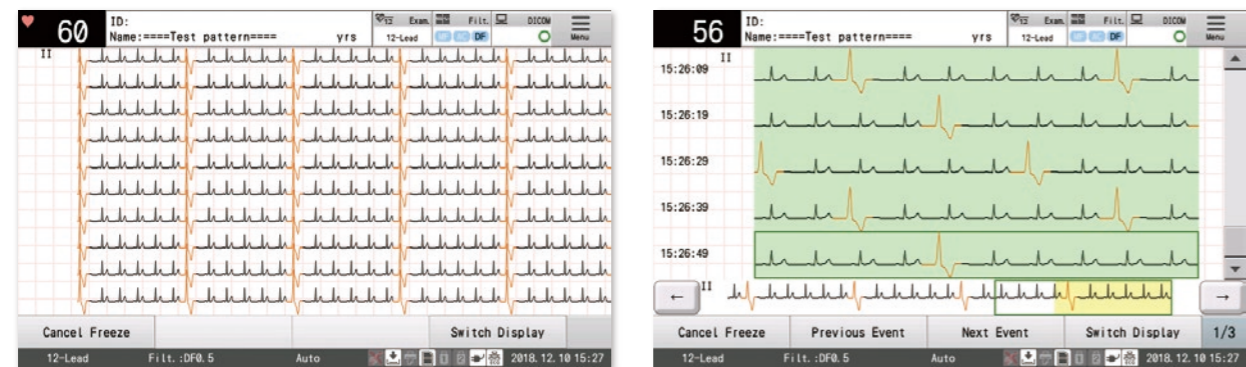 60
ID:
Name:====Test pattern==== yrs
12 Exam. Filt. DICOM
12-Lead DF Menu
II
Cancel Freeze Switch Display
12-Lead Filt.:DF0.5 Auto 2018.12.10 15:27
56
ID:
Name:====Test pattern==== yrs
12 Exam. Filt. DICOM
12-Lead DF Menu
II
15:26:09
15:26:19
15:26:29
15:26:39
15:26:49
← II →
Cancel Freeze Previous Event Next Event Switch Display 1/3
12-Lead Filt.:DF0.5 Auto 2018.12.10 15:27